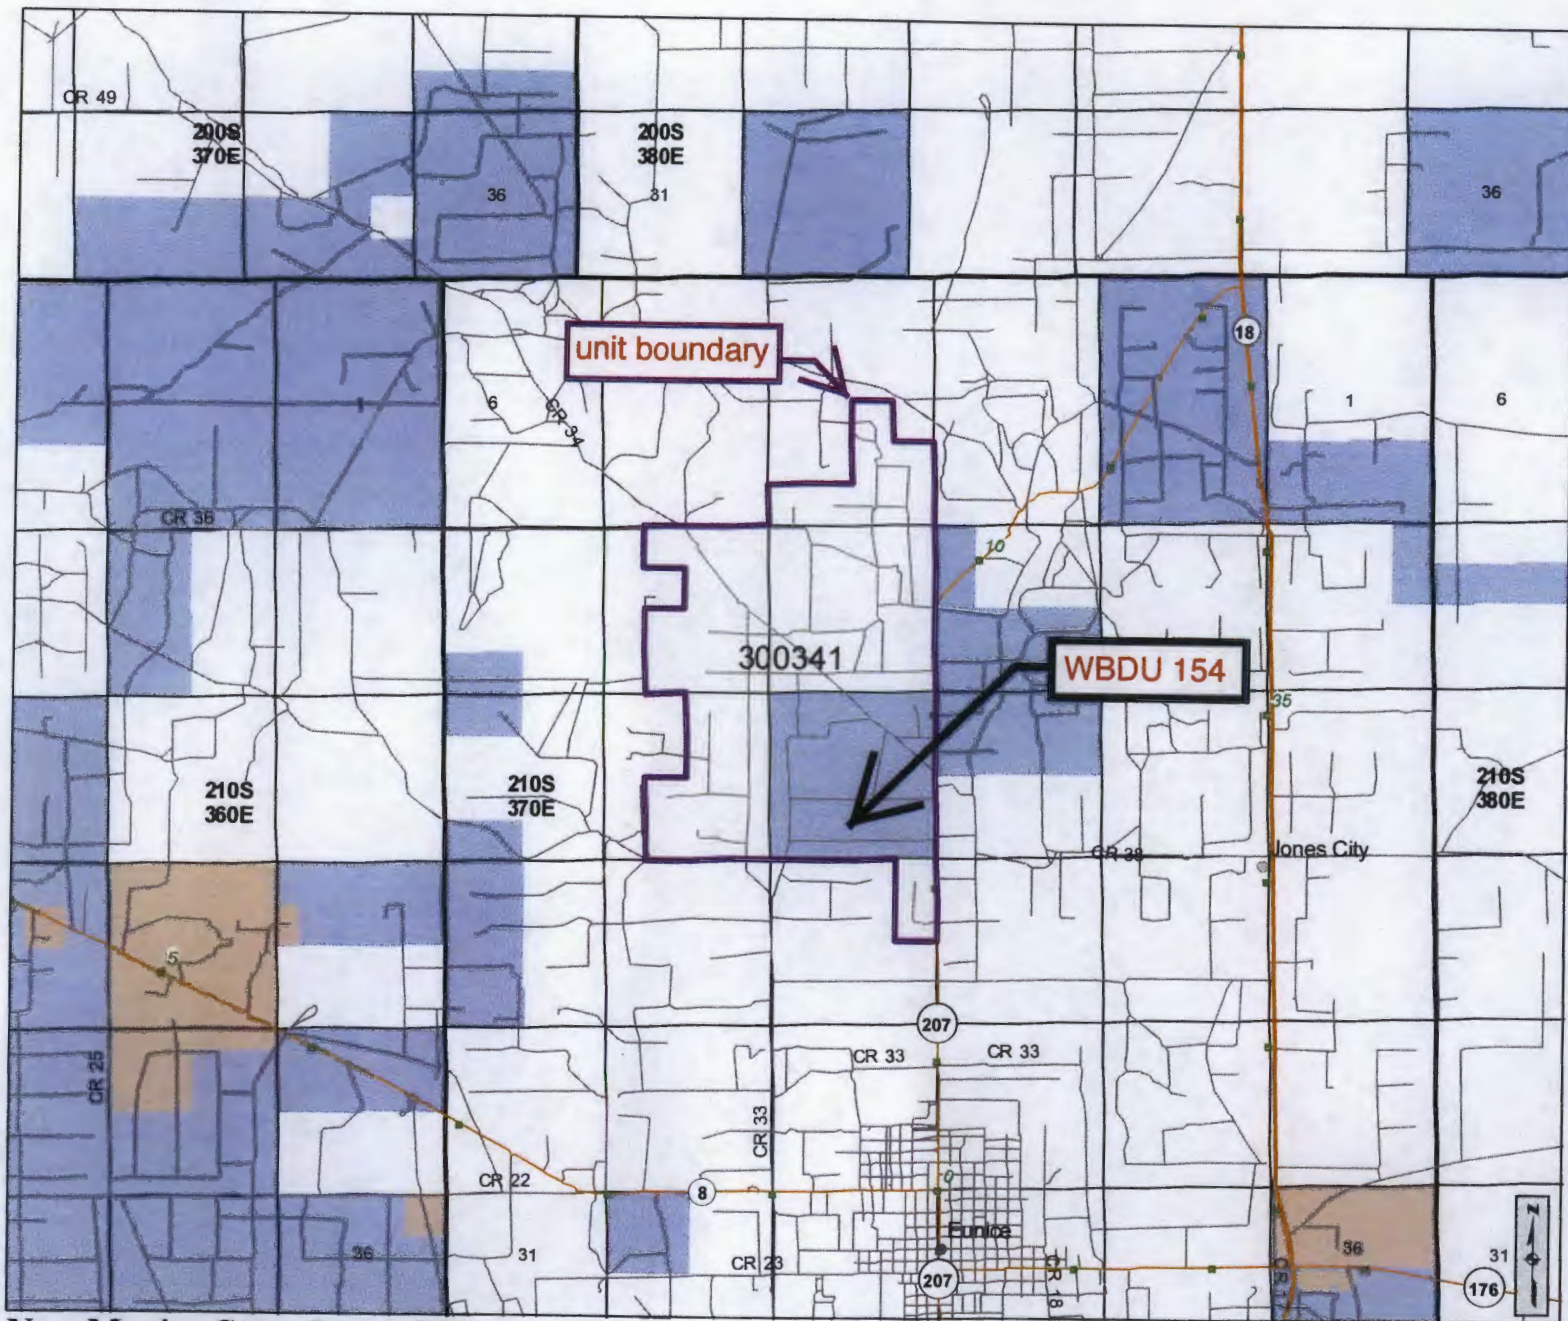 CR 49
200S
370E
200S
380E
36
31
36
unit boundary
18
6
CR 34
1
6
CR 36
10
300341
WBDU 154
35
210S
360E
210S
370E
210S
380E
CR 38
Jones City
5
207
CR 25
CR 33
CR 33
CR 33
CR 22
8
0
Eunice
36
31
CR 23
207
CR 18
36
31
176
N